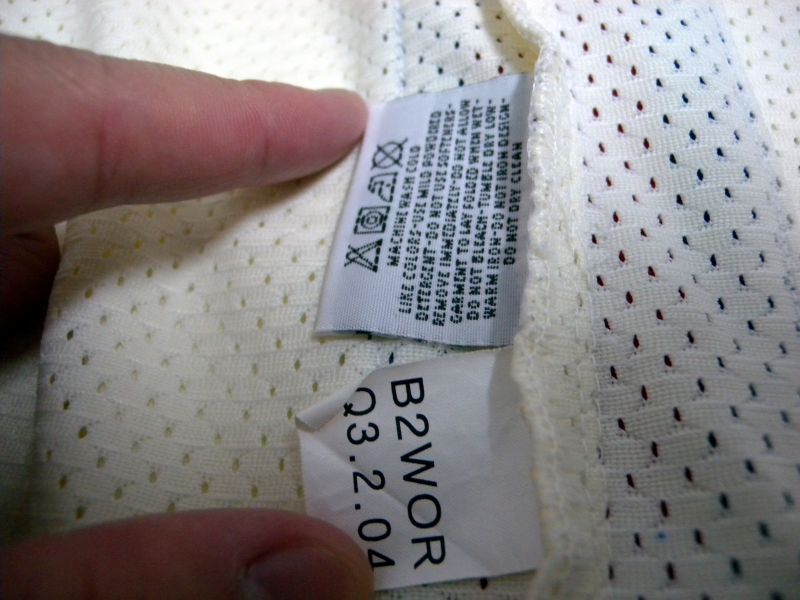 MACHINE WASH COLD
LIKE COLORS-USE MILD POWDERED
DETERGENT-DO NOT USE SOFTENERS-
REMOVE IMMEDIATELY-DO NOT ALLOW
GARMENT TO LAY FOLDED WHEN WET-
DO NOT BLEACH-TUMBLE DRY LOW-
WARM IRON-DO NOT IRON DESIGN-
DO NOT DRY CLEAN
B2WOR
Q3.2.04